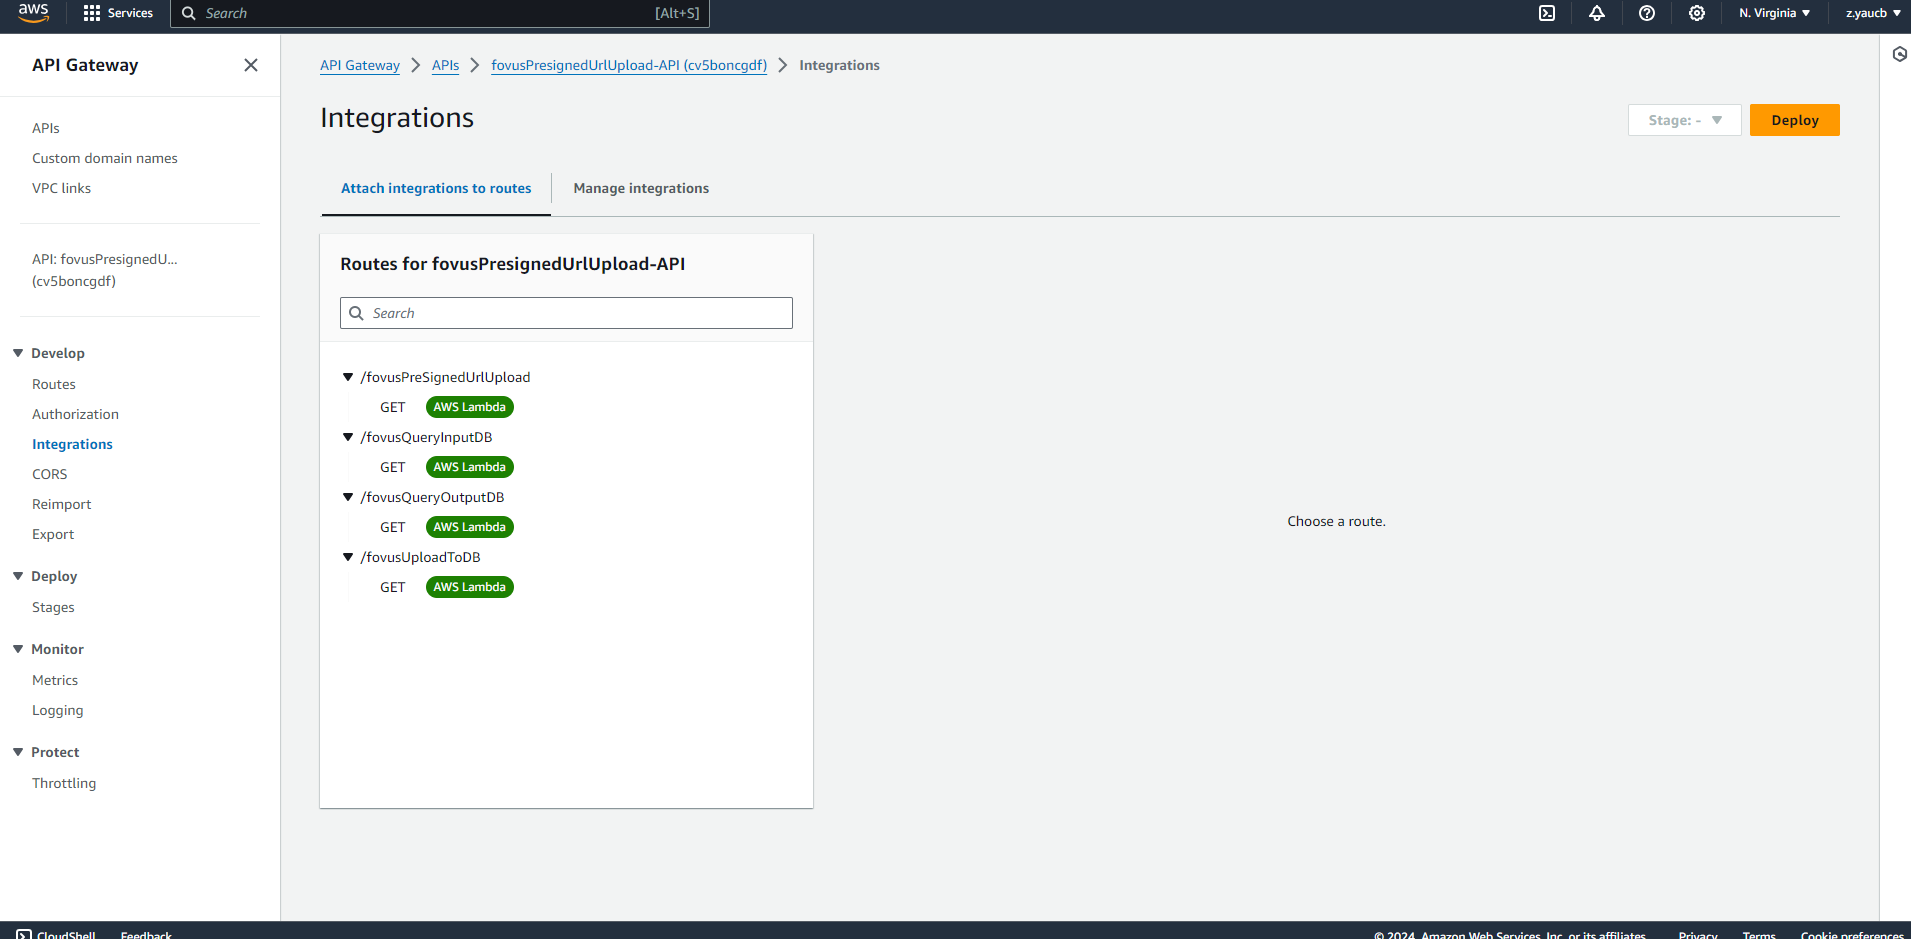 aws
Services
Search
[Alt+S]
N. Virginia
z.yaucb
API Gateway
APIs
Custom domain names
VPC links
API: fovusPresignedU...
(cv5boncgdf)
Develop
Routes
Authorization
Integrations
CORS
Reimport
Export
Deploy
Stages
Monitor
Metrics
Logging
Protect
Throttling
API Gateway
APIs
fovusPresignedUrlUpload-API (cv5boncgdf)
Integrations
Integrations
Stage: -
Deploy
Attach integrations to routes
Manage integrations
Routes for fovusPresignedUrlUpload-API
Search
/fovusPreSignedUrlUpload
GET AWS Lambda
/fovusQueryInputDB
GET AWS Lambda
/fovusQueryOutputDB
GET AWS Lambda
/fovusUploadToDB
GET AWS Lambda
Choose a route.
CloudShell
Feedback
© 2024, Amazon Web Services, Inc. or its affiliates.
Privacy
Terms
Cookie preferences